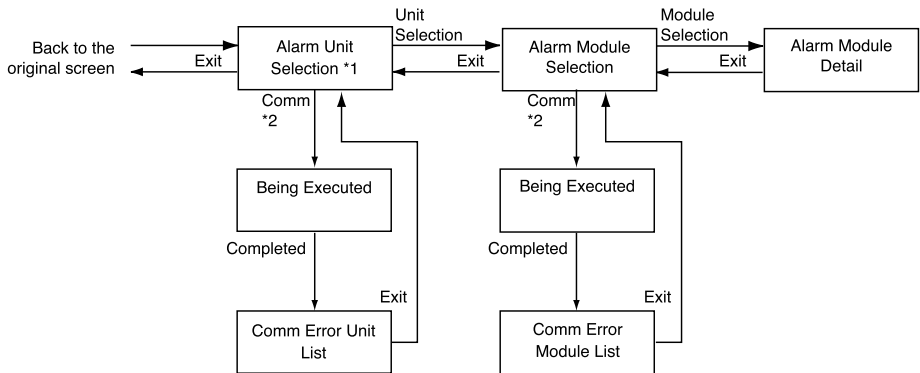 Back to the
original screen
Exit
Alarm Unit
Selection *1
Unit
Selection
Exit
Alarm Module
Selection
Module
Selection
Exit
Alarm Module
Detail
Comm
*2
Being Executed
Completed
Comm Error Unit
List
Exit
Comm
*2
Being Executed
Completed
Comm Error
Module List
Exit